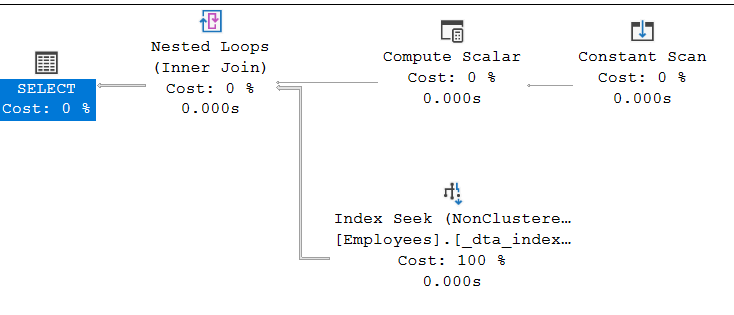 SELECT
Cost: 0 %
Nested Loops
(Inner Join)
Cost: 0 %
0.000s
Compute Scalar
Cost: 0 %
0.000s
Constant Scan
Cost: 0 %
0.000s
Index Seek (NonClustere…
[Employees].[_dta_index…
Cost: 100 %
0.000s